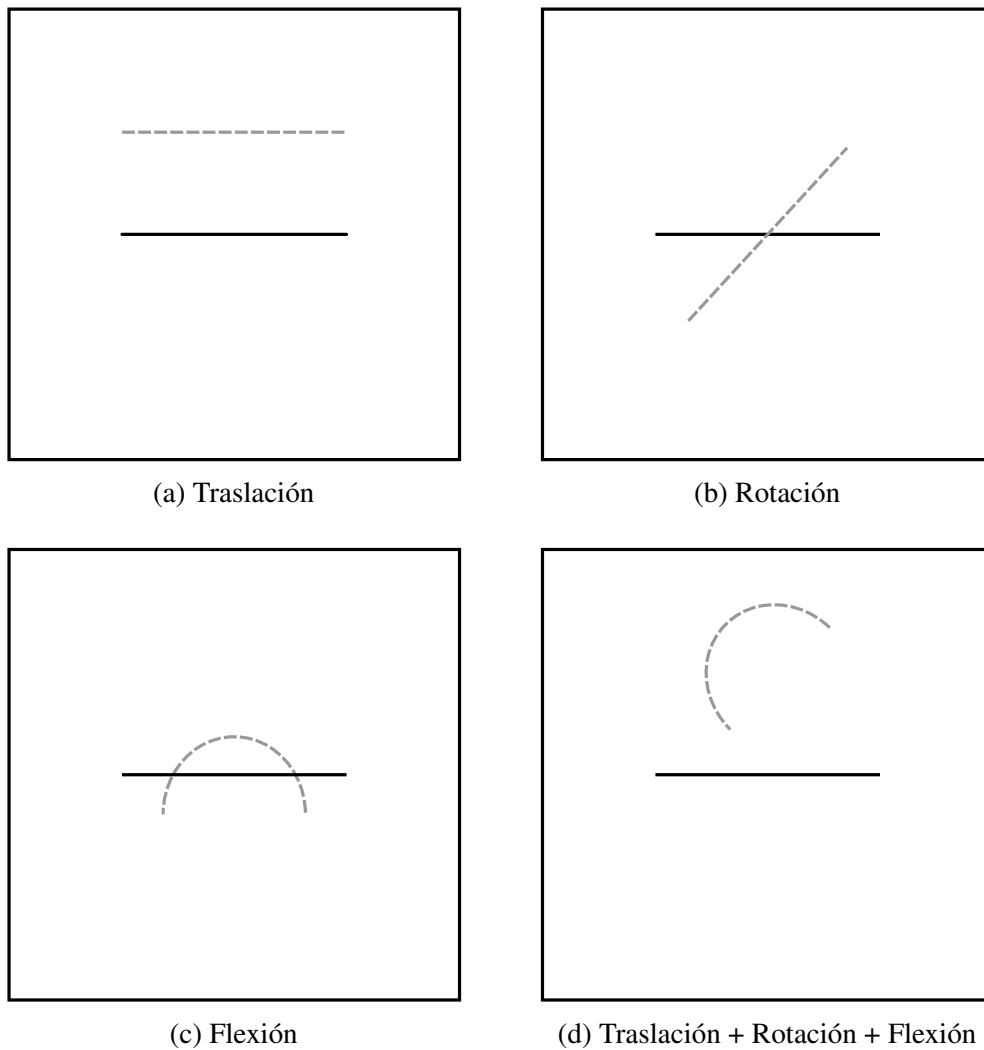 (a) Traslación
(b) Rotación
(c) Flexión
(d) Traslación + Rotación + Flexión